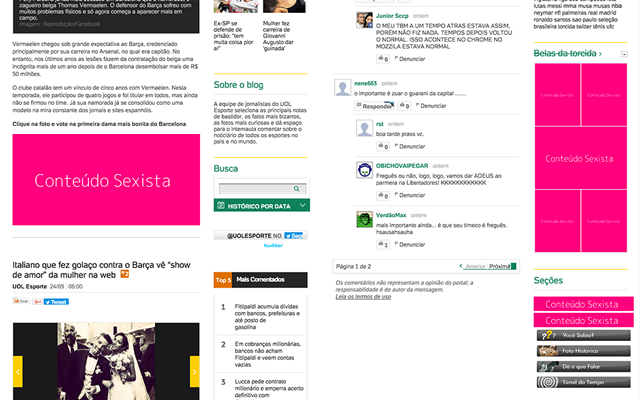 zagueiro belga Thomas Vermaelen. O defensor do Barça sofreu com
problemas físicos e só agora começa a aparecer mais em
campo.
Imagem: Reprodução/Facebook
Vermaelen chegou sob grande expectativa ao Barça, credenciado
principalmente por sua carreira no Arsenal, no qual era capitão. No
entanto, nos últimos anos as lesões fazem da contratação do belga uma
incógnita mais de um ano depois de o Barcelona desembolsar mais de R$
50 milhões.
O clube catalão tem um vínculo de cinco anos com Vermaelen. Nesta
temporada, ele participou de quatro jogos e foi titular em todos, mas ainda
não se firmou no time. Já sua namorada já se consolidou como uma
modelo na mira constante dos jornais e sites espanhóis.
Clique na foto e vote na primeira dama mais bonita do Barcelona
Conteúdo Sexista
Italiano que fez golaço contra o Barça vê “show
de amor” da mulher na web
UOL Esporte 24/09 06:00
Tweet
Ex-SP se
defende de
prisão: “tem
muita coisa por
aí”
Mulher fez
carreira de
Giovanni
Augusto dar
‘guinada’
Sobre o blog
A equipe de jornalistas do UOL
Esporte seleciona as principais notas
de bastidor, os fatos mais bizarros,
as fotos mais curiosas e dá espaço
para o internauta comentar sobre o
noticiário de todos os esportes no
país e no mundo.
Busca
HISTÓRICO POR DATA
@UOLESPORTE NO
twitter
Top 5
Mais Comentados
1 Fittipaldi acumula dívidas
com bancos, prefeituras e
até posto de
gasolina
2 Em cobranças milionárias,
bancos não acham
Fittipaldi e veem contas
vazias
3 Lucca pede contrato
milionário e empera acerto
definitivo com
Junior Sccp ontem
O MEU TBM A UM TEMPO ATRAS ESTAVA ASSIM,
PORÉM NÃO FIZ NADA. TEMPOS DEPOIS VOLTOU
O NORMAL. ISSO ACONTECE NO CHROME NO
MOZZILA ESTAVA NORMAL
0 Denunciar
nene663 ontem
o importante é zuar o guarani da capital .......
Responder 0 Denunciar
rst ontem
boa tarde prass vc.
0 Denunciar
OBICHOVAIPEGAR ontem
Freguês ou não, logo, logo, vamos dar ADEUS ao
parmera na Libertadores! KKKKKKKKKKKK
0 Denunciar
VerdãoMax ontem
mais importante ainda... é que seu timeco é freguês.
hsausahsauha
1 Denunciar
Página 1 de 2
Anterior Próxima
Os comentários não representam a opinião do portal; a
responsabilidade é do autor da mensagem.
Leia os termos de uso
lutas messi mma musa musas nba
neymar nfl palmeiras real madrid
ronaldo santos sao paulo seleção
brasileira torcida twitter tênis ufc
Belas da torcida
Conteúdo Sexista
Conteúdo Sexista
Conteúdo Sexista
Conteúdo Sexista
Conteúdo Sexista
Seções
Conteúdo Sexista
Conteúdo Sexista
Você Sabia?
Foto Histórica
Dê o que Falar
Túnel do Tempo